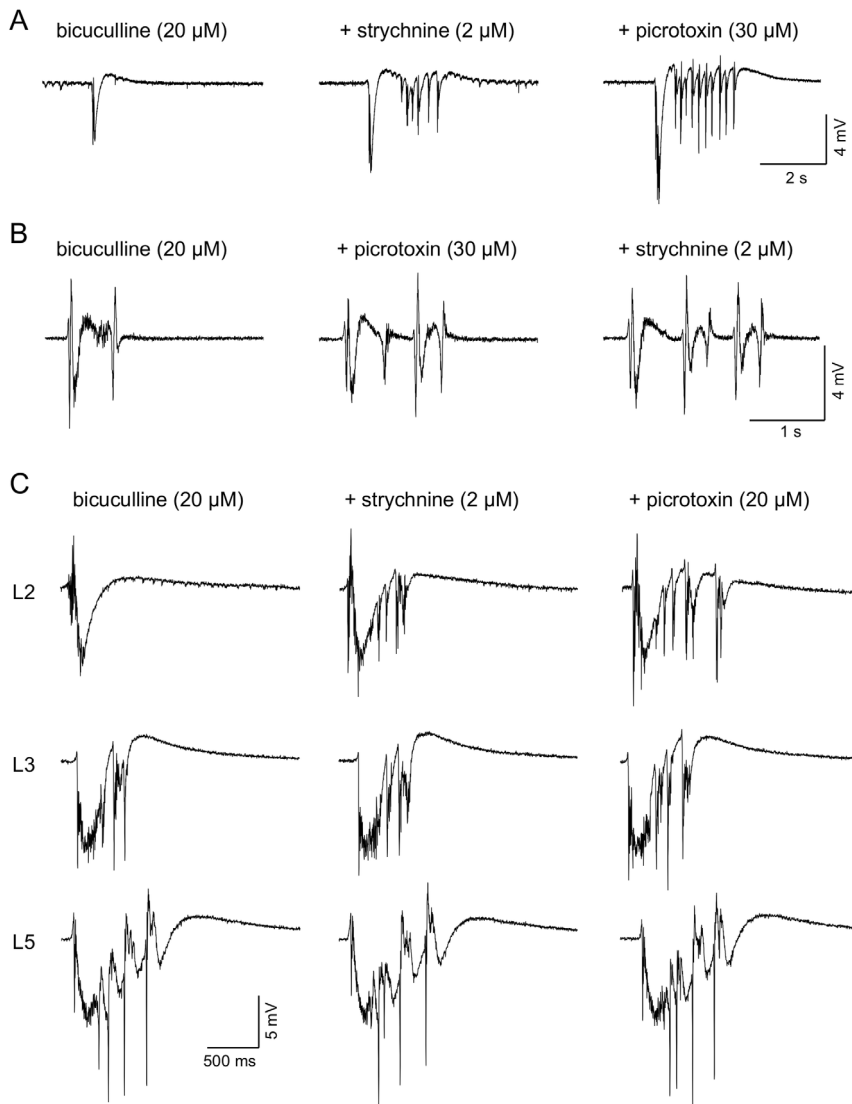 A
bicuculline (20 µM) + strychnine (2 µM) + picrotoxin (30 µM)
4 mV
2 s
B
bicuculline (20 µM) + picrotoxin (30 µM) + strychnine (2 µM)
4 mV
1 s
C
bicuculline (20 µM) + strychnine (2 µM) + picrotoxin (20 µM)
L2
L3
L5
5 mV
500 ms